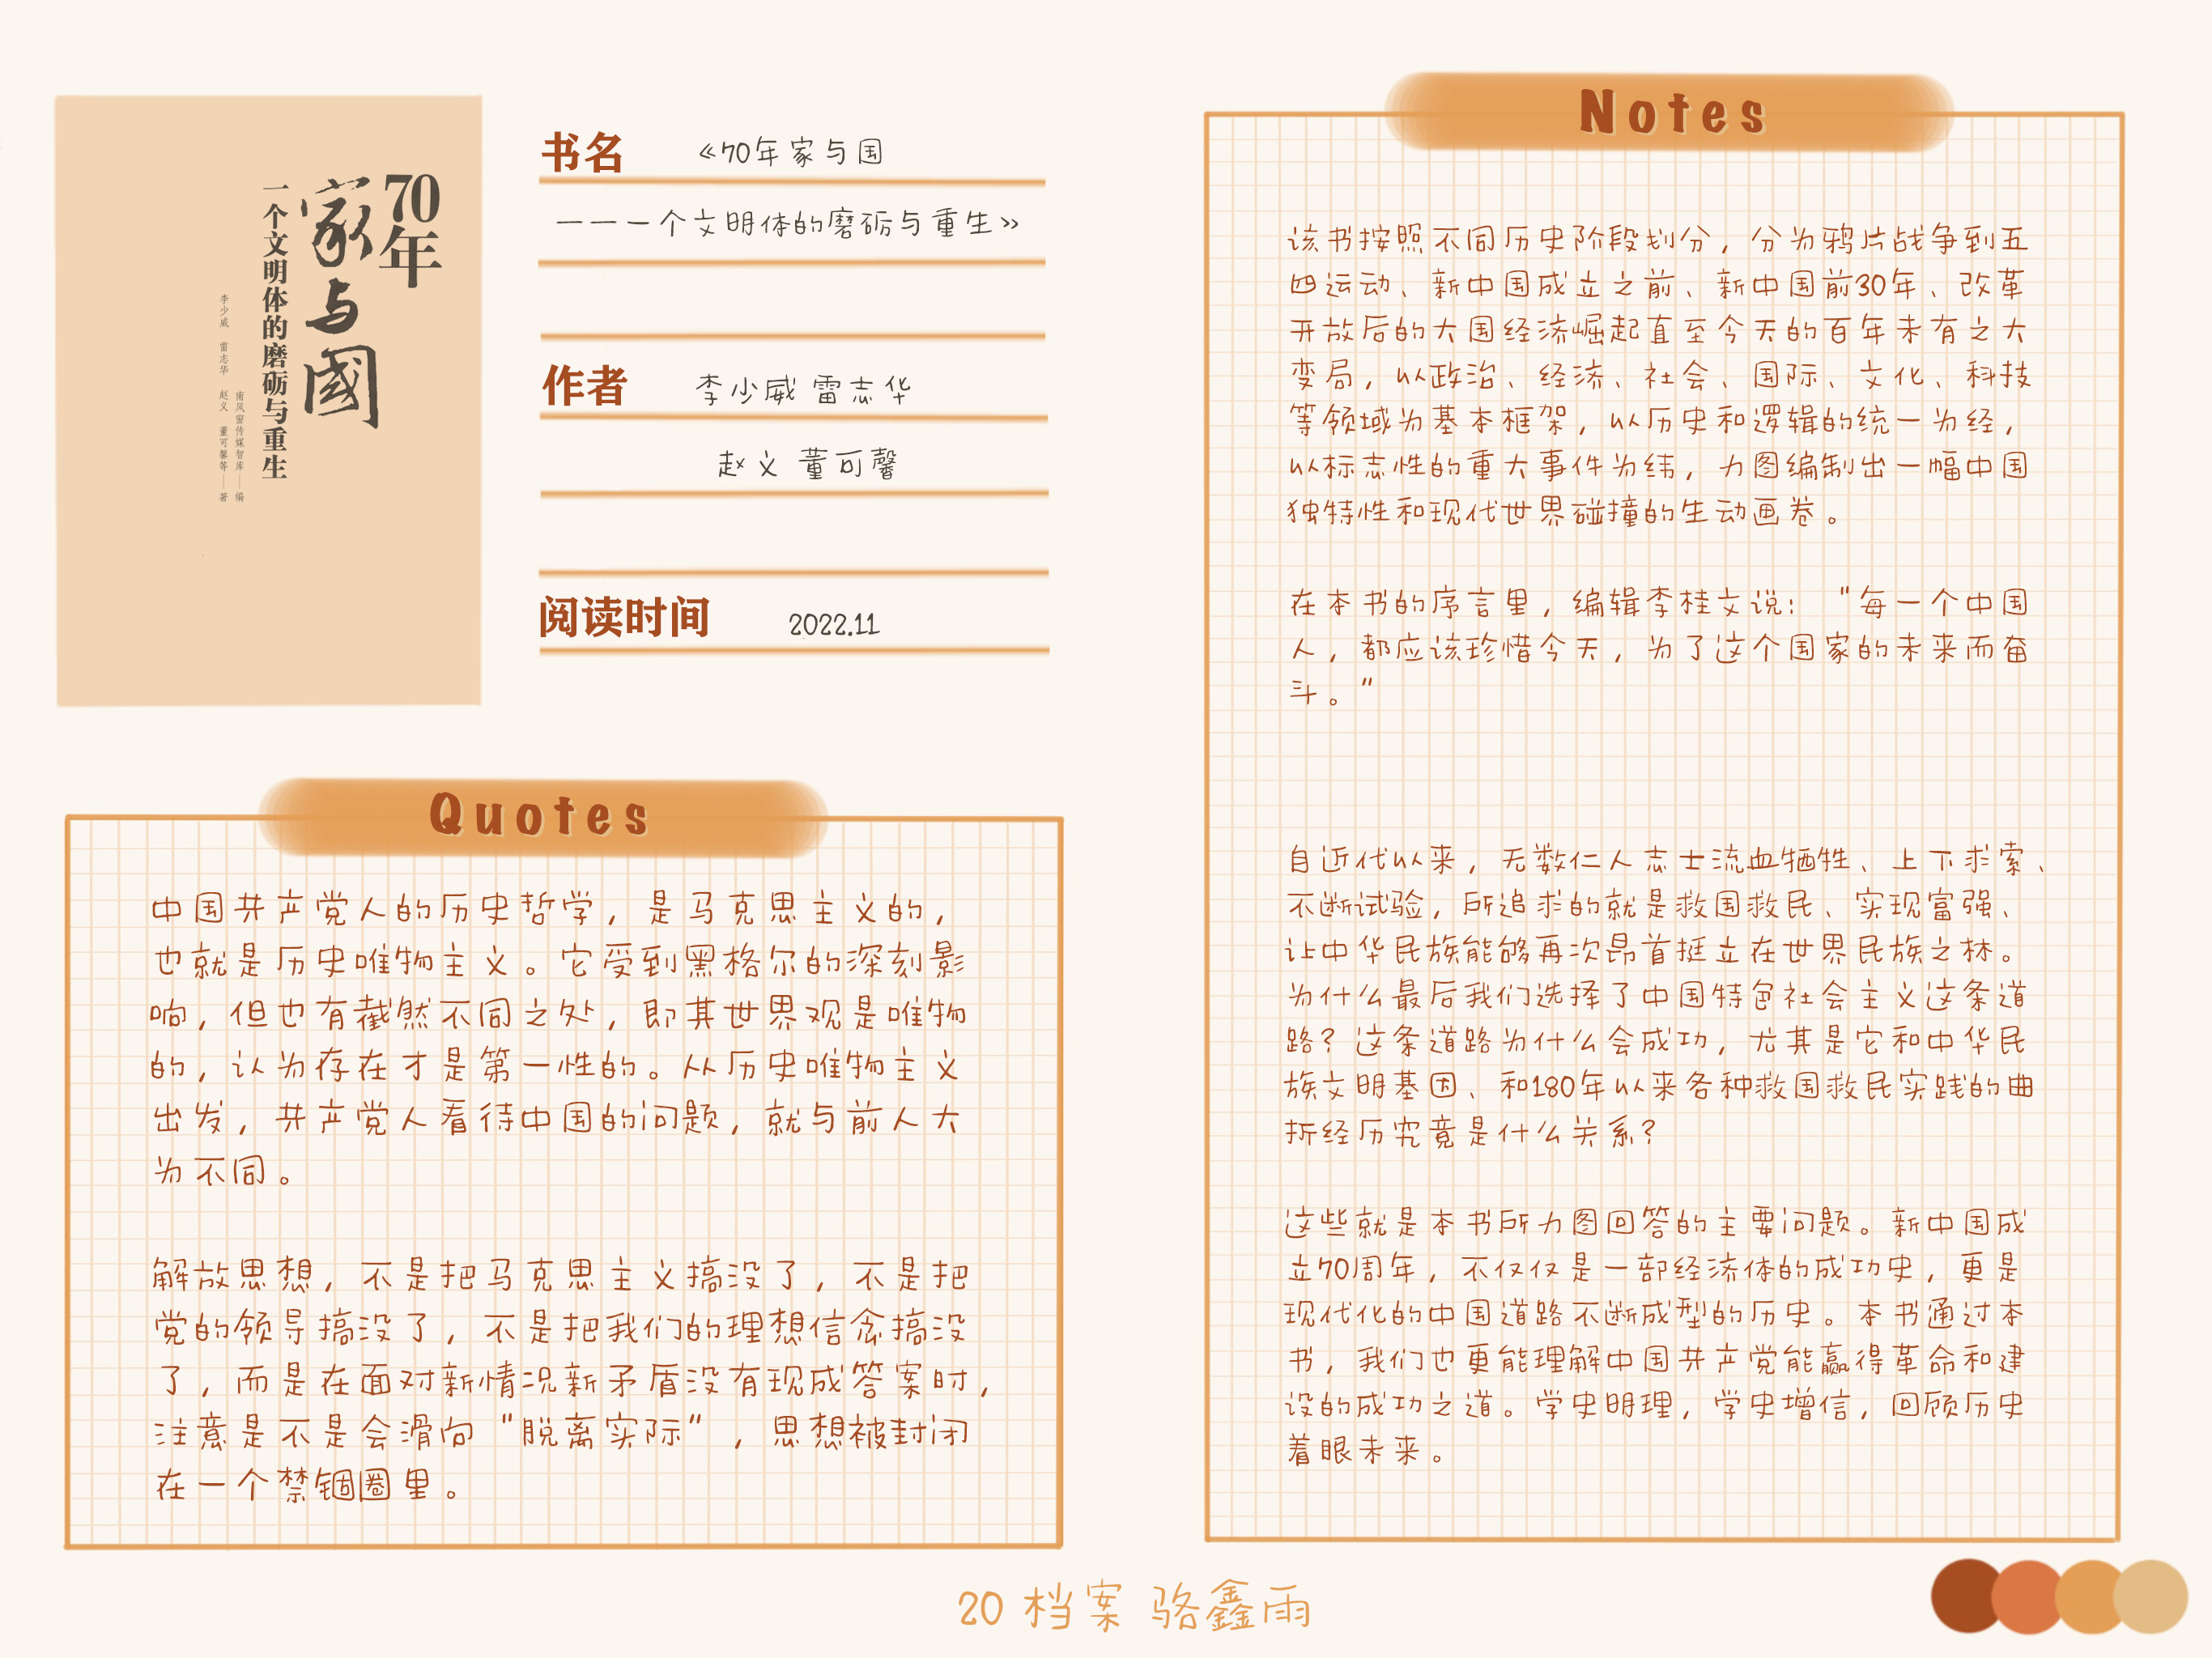 70年
家与國
一个文明体的磨砺与重生
南风窗传媒智库——编
李少威 雷志华 赵义 董可馨等——著
书名 《70年家与国
——一个文明体的磨砺与重生》
作者 李少威 雷志华
赵义 董可馨
阅读时间 2022.11
Quotes
中国共产党人的历史哲学，是马克思主义的，
也就是历史唯物主义。它受到黑格尔的深刻影
响，但也有截然不同之处，即其世界观是唯物
的，认为存在才是第一性的。从历史唯物主义
出发，共产党人看待中国的问题，就与前人大
为不同。
解放思想，不是把马克思主义搞没了，不是把
党的领导搞没了，不是把我们的理想信念搞没
了，而是在面对新情况新矛盾没有现成答案时，
注意是不是会滑向“脱离实际”，思想被封闭
在一个禁锢圈里。
Notes
该书按照不同历史阶段划分，分为鸦片战争到五
四运动、新中国成立之前、新中国前30年、改革
开放后的大国经济崛起直至今天的百年未有之大
变局，以政治、经济、社会、国际、文化、科技
等领域为基本框架，以历史和逻辑的统一为经，
以标志性的重大事件为纬，力图编制出一幅中国
独特性和现代世界碰撞的生动画卷。
在本书的序言里，编辑李桂文说：“每一个中国
人，都应该珍惜今天，为了这个国家的未来而奋
斗。”
自近代以来，无数仁人志士流血牺牲、上下求索、
不断试验，所追求的就是救国救民、实现富强、
让中华民族能够再次昂首挺立在世界民族之林。
为什么最后我们选择了中国特色社会主义这条道
路？这条道路为什么会成功，尤其是它和中华民
族文明基因、和180年以来各种救国救民实践的曲
折经历究竟是什么关系？
这些就是本书所力图回答的主要问题。新中国成
立70周年，不仅仅是一部经济体的成功史，更是
现代化的中国道路不断成型的历史。本书通过本
书，我们也更能理解中国共产党能赢得革命和建
设的成功之道。学史明理，学史增信，回顾历史
着眼未来。
20 档案 骆鑫雨